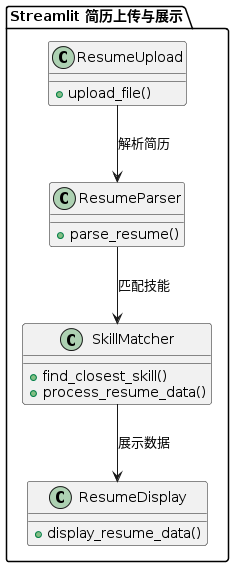 Streamlit 简历上传与展示
C ResumeUpload
upload_file()
解析简历
C ResumeParser
parse_resume()
匹配技能
C SkillMatcher
find_closest_skill()
process_resume_data()
展示数据
C ResumeDisplay
display_resume_data()